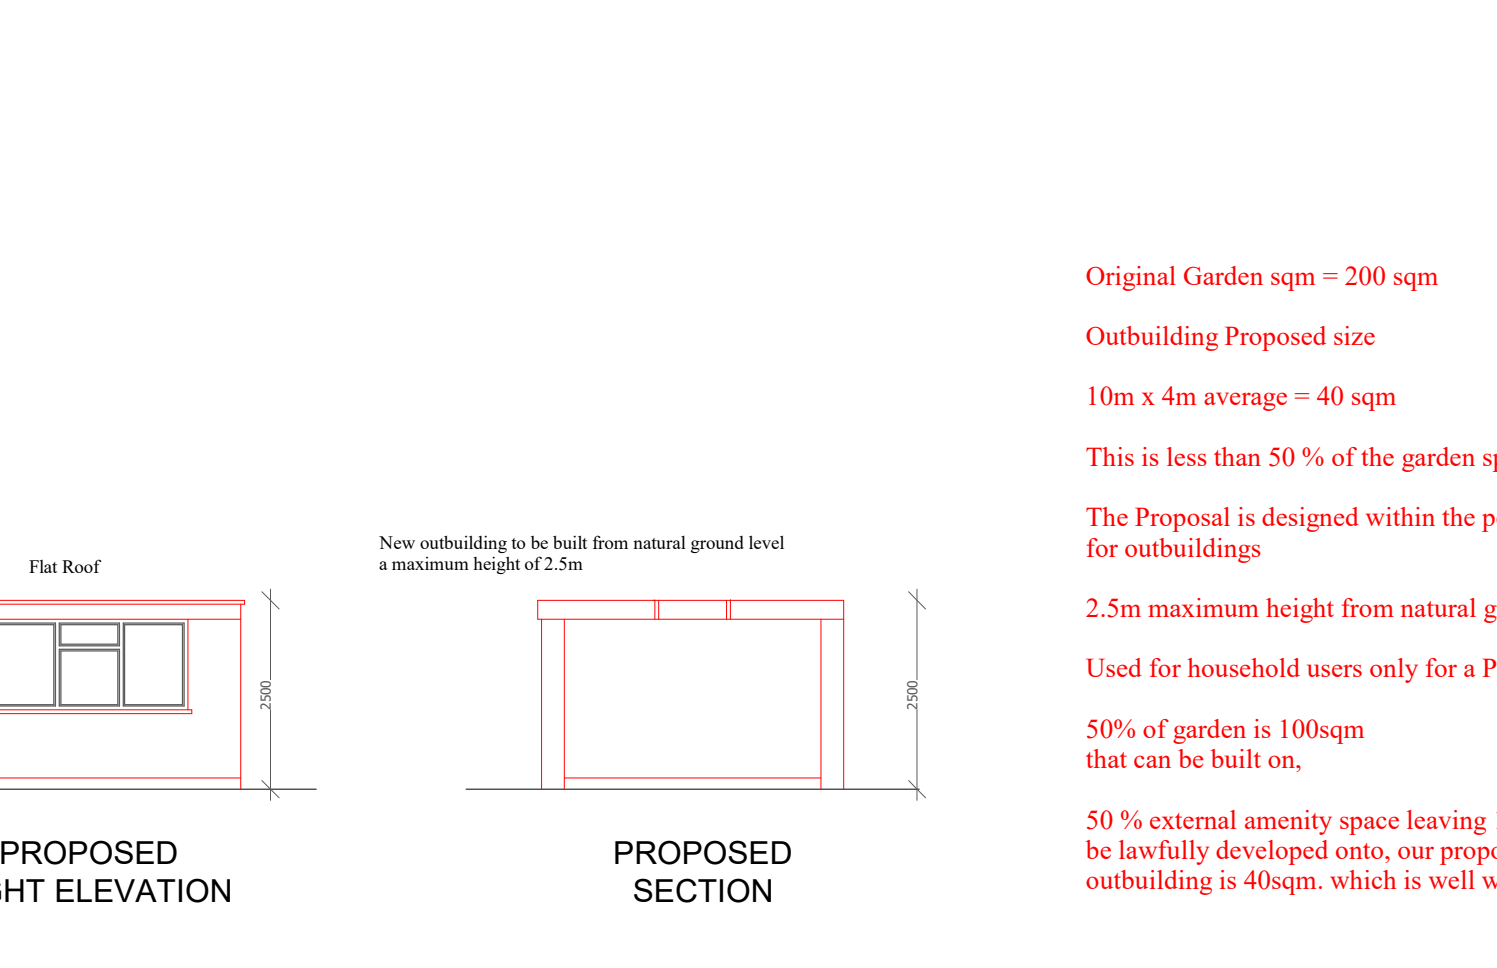 Original Garden sqm = 200 sqm
Outbuilding Proposed size
10m x 4m average = 40 sqm
This is less than 50 % of the garden
The Proposal is designed within the
for outbuildings
2.5m maximum height from natural
Used for household users only for a
50% of garden is 100sqm
that can be built on,
50 % external amenity space leaving
be lawfully developed onto, our
outbuilding is 40sqm. which is well
New outbuilding to be built from natural ground level
a maximum height of 2.5m
Flat Roof
2500
2500
PROPOSED
ELEVATION
PROPOSED
SECTION